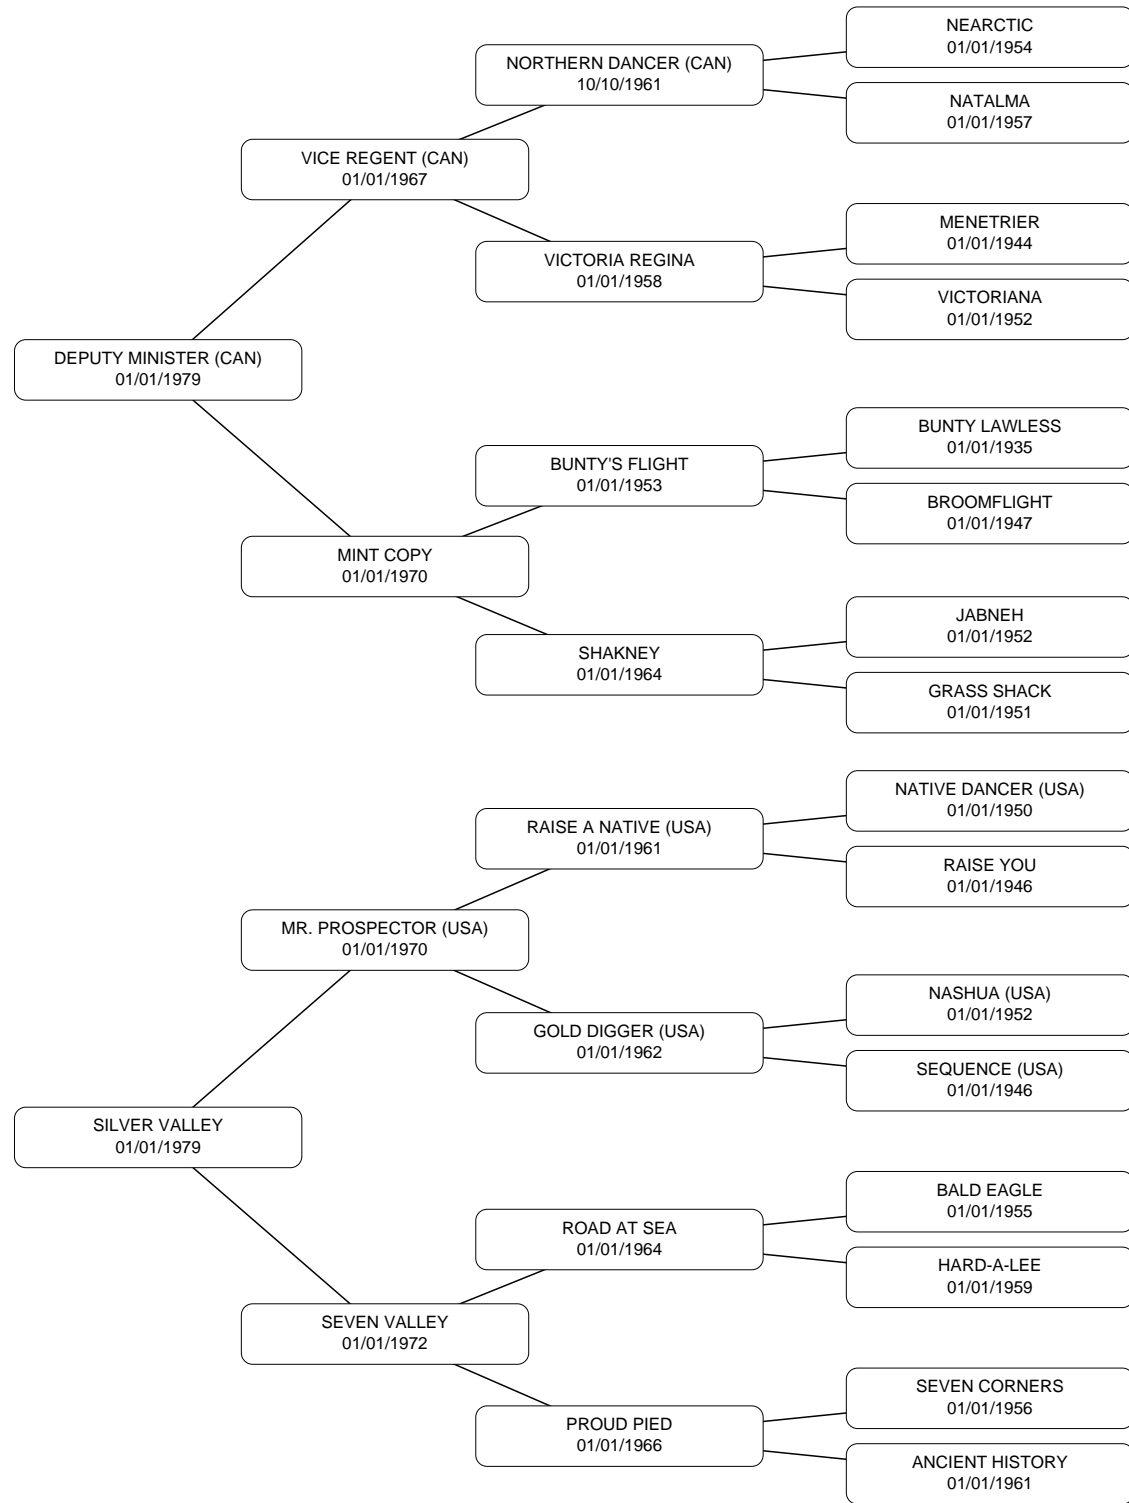 NEARCTIC
01/01/1954
NORTHERN DANCER (CAN)
10/10/1961
NATALMA
01/01/1957
VICE REGENT (CAN)
01/01/1967
MENETRIER
01/01/1944
VICTORIA REGINA
01/01/1958
VICTORIANA
01/01/1952
DEPUTY MINISTER (CAN)
01/01/1979
BUNTY LAWLESS
01/01/1935
BUNTY'S FLIGHT
01/01/1953
BROOMFLIGHT
01/01/1947
MINT COPY
01/01/1970
JABNEH
01/01/1952
SHAKNEY
01/01/1964
GRASS SHACK
01/01/1951
NATIVE DANCER (USA)
01/01/1950
RAISE A NATIVE (USA)
01/01/1961
RAISE YOU
01/01/1946
MR. PROSPECTOR (USA)
01/01/1970
NASHUA (USA)
01/01/1952
GOLD DIGGER (USA)
01/01/1962
SEQUENCE (USA)
01/01/1946
SILVER VALLEY
01/01/1979
BALD EAGLE
01/01/1955
ROAD AT SEA
01/01/1964
HARD-A-LEE
01/01/1959
SEVEN VALLEY
01/01/1972
SEVEN CORNERS
01/01/1956
PROUD PIED
01/01/1966
ANCIENT HISTORY
01/01/1961